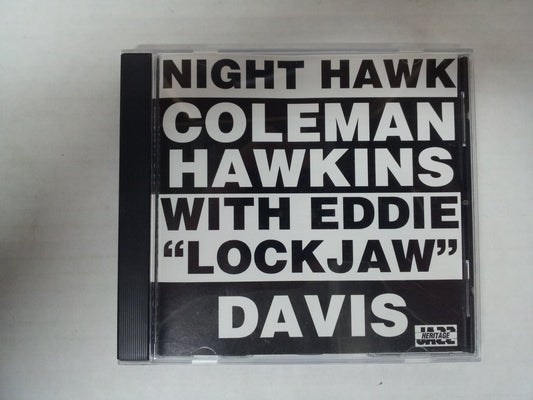 NIGHT HAWK
COLEMAN
HAWKINS
WITH EDDIE
“LOCKJAW”
DAVIS
JAZZ
HERITAGE